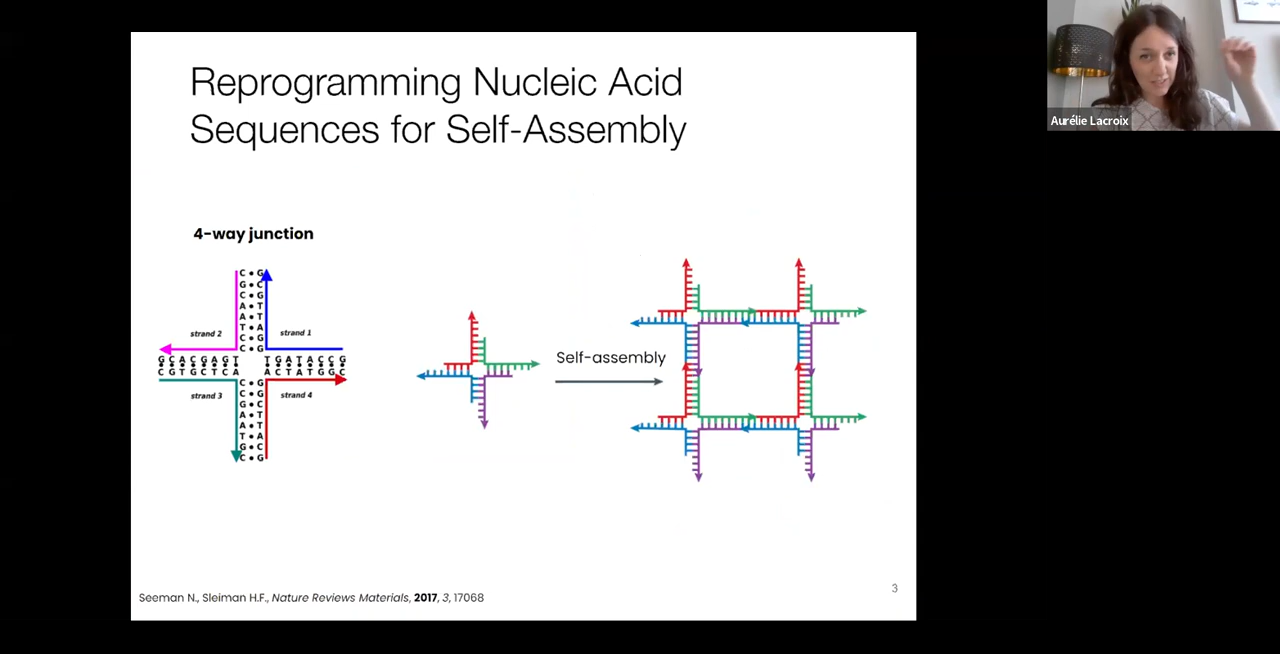 Reprogramming Nucleic Acid
Sequences for Self-Assembly
Aurélie Lacroix
4-way junction
C • G
G • C
C • G
A • T
A • T
T • A
C • G
C • G
strand 2
strand 1
G C A C G A G T T G A T A C C G
C G T G C T C A A C T A T G G C
strand 3
strand 4
C • G
C • G
G • C
A • T
A • T
T • A
G • C
C • G
Self-assembly
Seeman N., Sleiman H.F., Nature Reviews Materials, 2017, 3, 17068
3